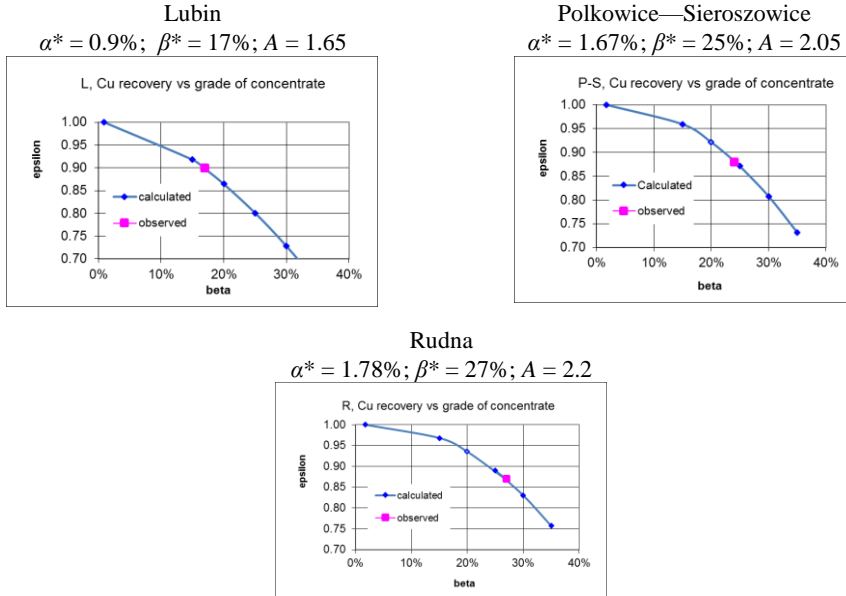 Lubin
α* = 0.9%; β* = 17%; A = 1.65
L, Cu recovery vs grade of concentrate
epsilon
1.00
0.95
0.90
0.85
0.80
0.75
0.70
calculated
observed
0% 10% 20% 30% 40%
beta
Polkowice—Sieroszowice
α* = 1.67%; β* = 25%; A = 2.05
P-S, Cu recovery vs grade of concentrate
epsilon
1.00
0.95
0.90
0.85
0.80
0.75
0.70
Calculated
observed
0% 10% 20% 30% 40%
beta
Rudna
α* = 1.78%; β* = 27%; A = 2.2
R, Cu recovery vs grade of concentrate
epsilon
1.00
0.95
0.90
0.85
0.80
0.75
0.70
calculated
observed
0% 10% 20% 30% 40%
beta